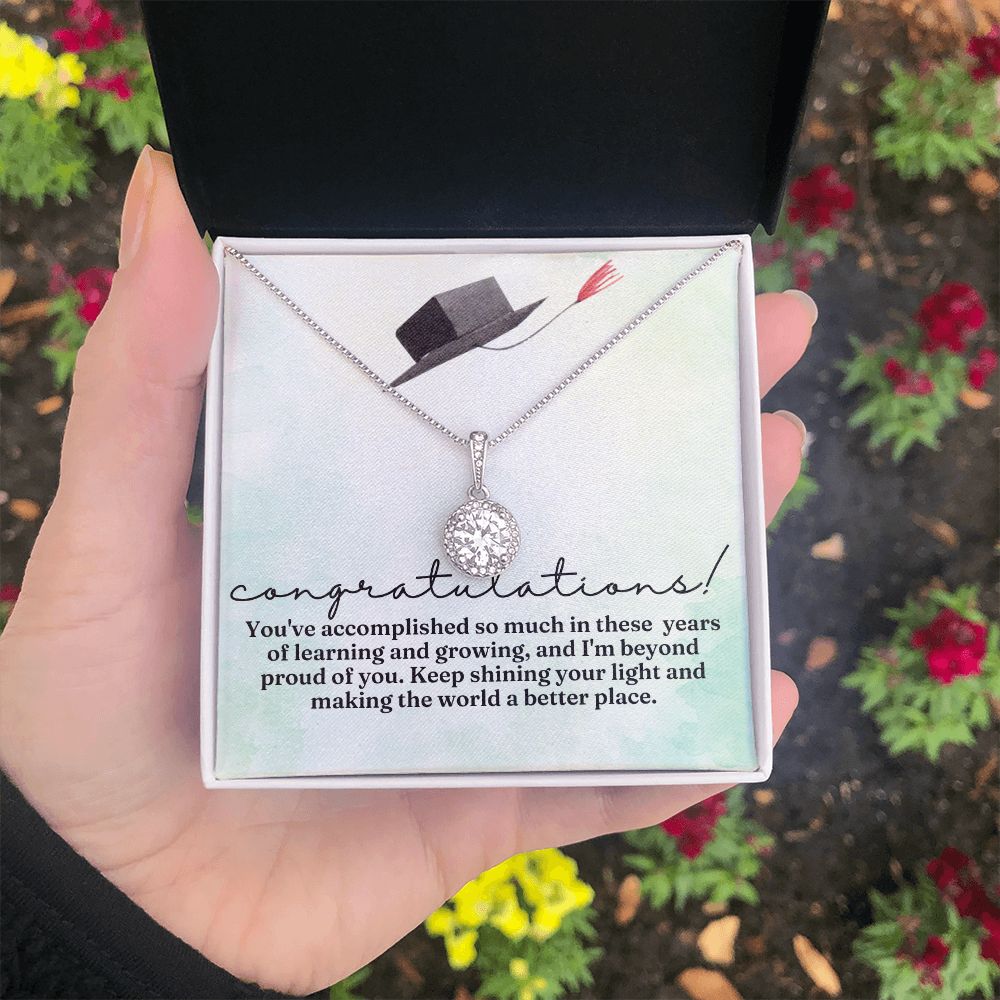 congratulations!
You've accomplished so much in these years
of learning and growing, and I'm beyond
proud of you. Keep shining your light and
making the world a better place.